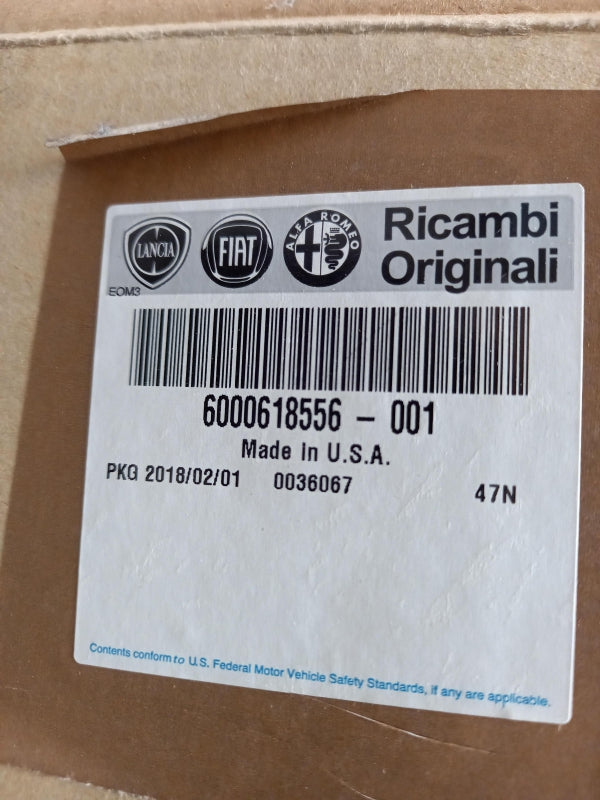 LANCIA
FIAT
ALFA ROMEO
Ricambi
Originali
EOM3
6000618556 - 001
Made in U.S.A.
PKG 2018/02/01 0036067 47N
Contents conform to U.S. Federal Motor Vehicle Safety Standards, if any are applicable.